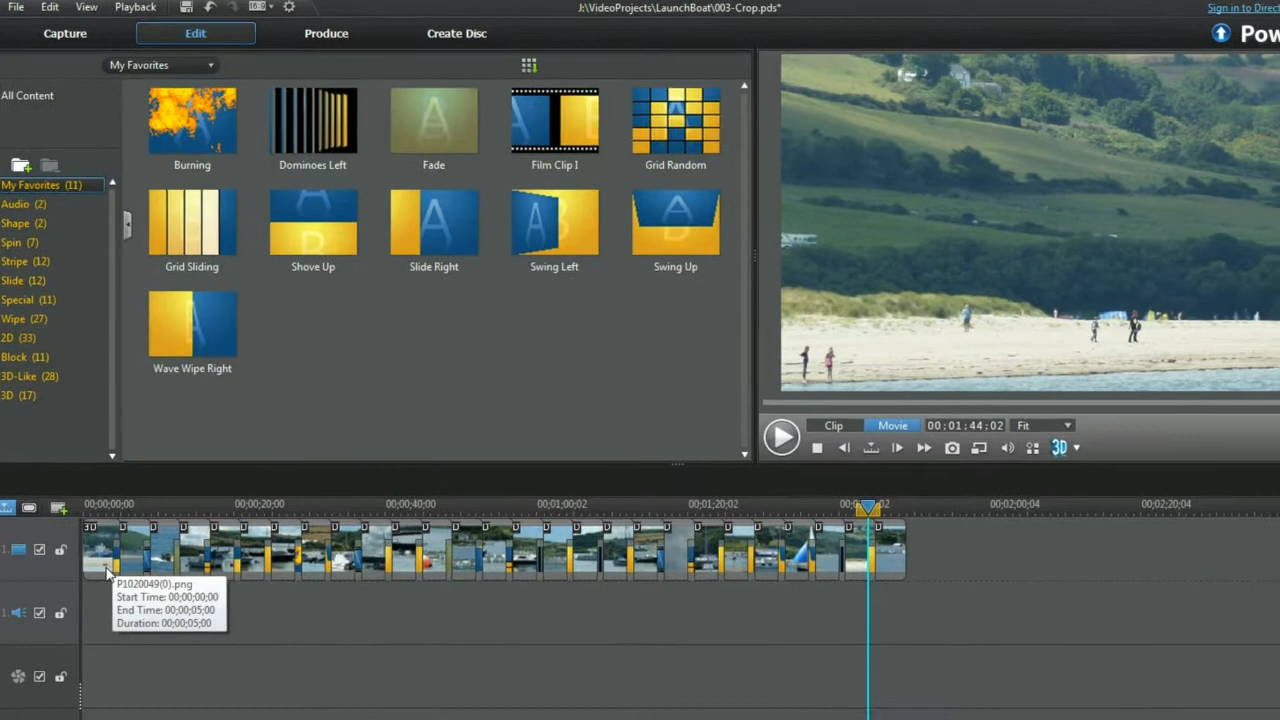 File Edit View Playback 16:9 J:\VideoProjects\LaunchBoat\003-Crop.pds* Sign in to Direct
Capture Edit Produce Create Disc Pow
My Favorites
All Content
Burning Dominoes Left Fade Film Clip I Grid Random
My Favorites (11)
Audio (2)
Shape (2)
Spin (7)
Stripe (12)
Slide (12)
Special (11)
Wipe (27)
2D (33)
Block (11)
3D-Like (28)
3D (17)
Grid Sliding Shove Up Slide Right Swing Left Swing Up
Wave Wipe Right
Clip Movie 00;01;44;02 Fit
3D
00;00;00;00 00;00;20;00 00;00;40;00 00;01;00;02 00;01;20;02 00;02;00;04 00;02;20;04
1.
P1020049(0).png
Start Time: 00;00;00;00
End Time: 00;00;05;00
Duration: 00;00;05;00
1.